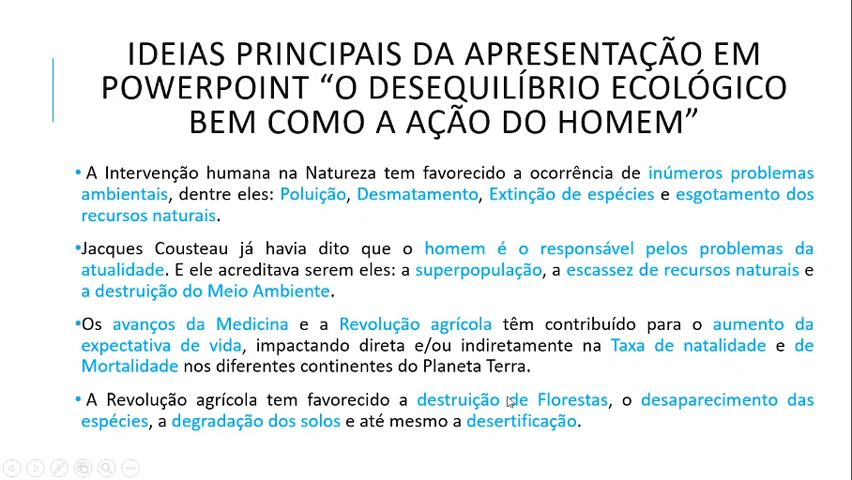 IDEIAS PRINCIPAIS DA APRESENTAÇÃO EM
POWERPOINT “O DESEQUILÍBRIO ECOLÓGICO
BEM COMO A AÇÃO DO HOMEM”
• A Intervenção humana na Natureza tem favorecido a ocorrência de inúmeros problemas
ambientais, dentre eles: Poluição, Desmatamento, Extinção de espécies e esgotamento dos
recursos naturais.
•Jacques Cousteau já havia dito que o homem é o responsável pelos problemas da
atualidade. E ele acreditava serem eles: a superpopulação, a escassez de recursos naturais e
a destruição do Meio Ambiente.
•Os avanços da Medicina e a Revolução agrícola têm contribuído para o aumento da
expectativa de vida, impactando direta e/ou indiretamente na Taxa de natalidade e de
Mortalidade nos diferentes continentes do Planeta Terra.
• A Revolução agrícola tem favorecido a destruição de Florestas, o desaparecimento das
espécies, a degradação dos solos e até mesmo a desertificação.